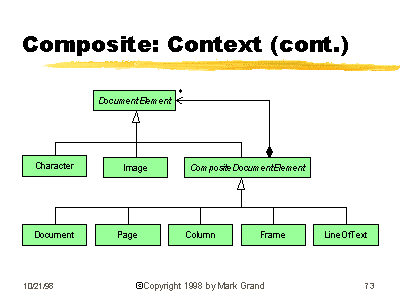 Composite: Context (cont.)
DocumentElement
*
Character
Image
CompositeDocumentElement
Document
Page
Column
Frame
LineOfText
10/21/98
©Copyright 1998 by Mark Grand
73